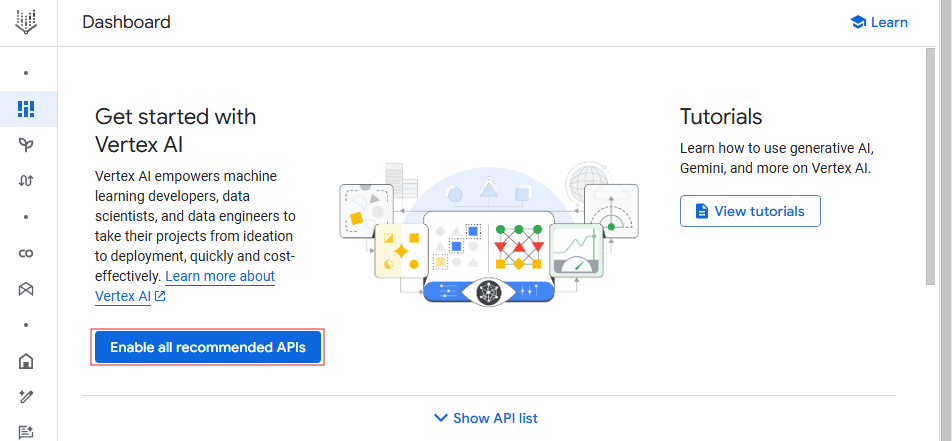 Dashboard
Learn
Get started with
Vertex AI
Vertex AI empowers machine
learning developers, data
scientists, and data engineers to
take their projects from ideation
to deployment, quickly and cost-
effectively. Learn more about
Vertex AI
Enable all recommended APIs
Tutorials
Learn how to use generative AI,
Gemini, and more on Vertex AI.
View tutorials
Show API list